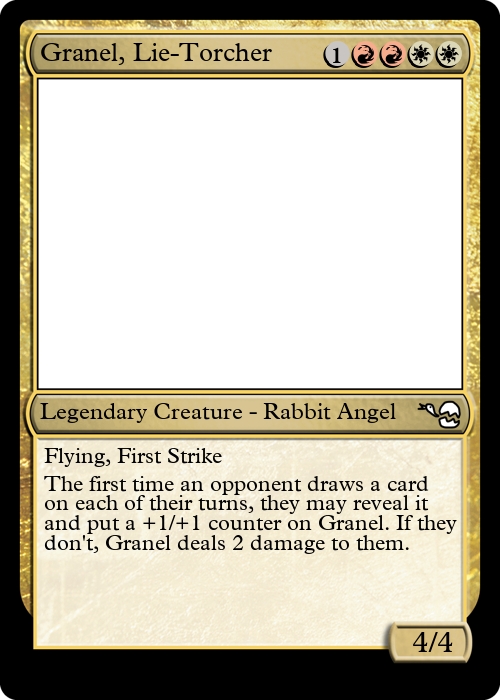 Granel, Lie-Torcher 1
Legendary Creature - Rabbit Angel
Flying, First Strike
The first time an opponent draws a card
on each of their turns, they may reveal it
and put a +1/+1 counter on Granel. If they
don't, Granel deals 2 damage to them.
4/4